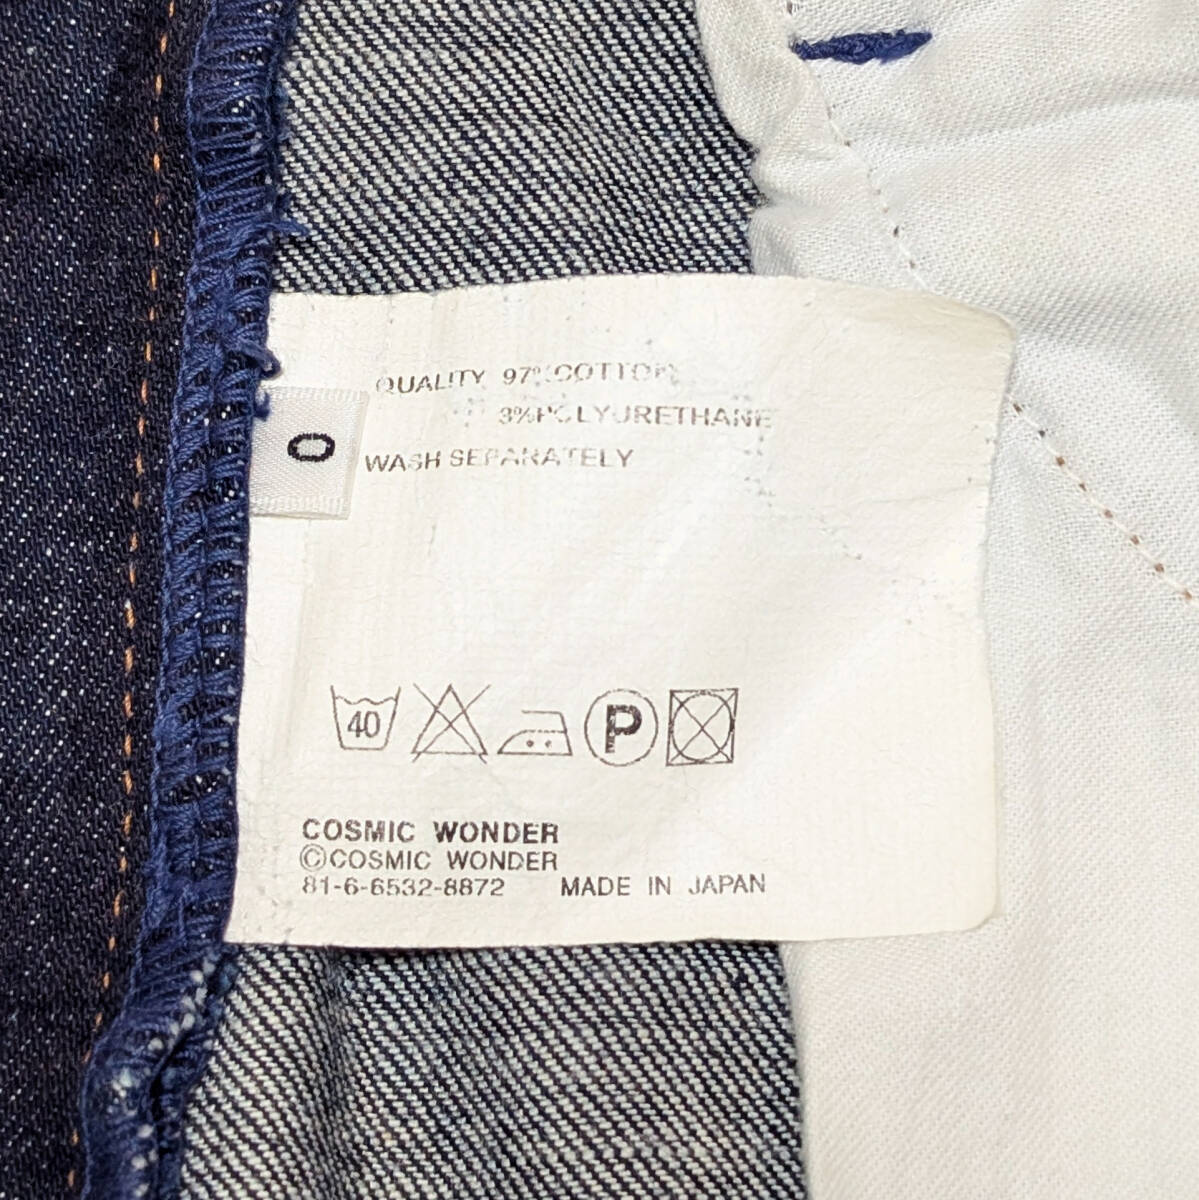 QUALITY 97%COTTON
3%POLYURETHANE
0
WASH SEPARATELY
40 P
COSMIC WONDER
©COSMIC WONDER
81-6-6532-8872 MADE IN JAPAN